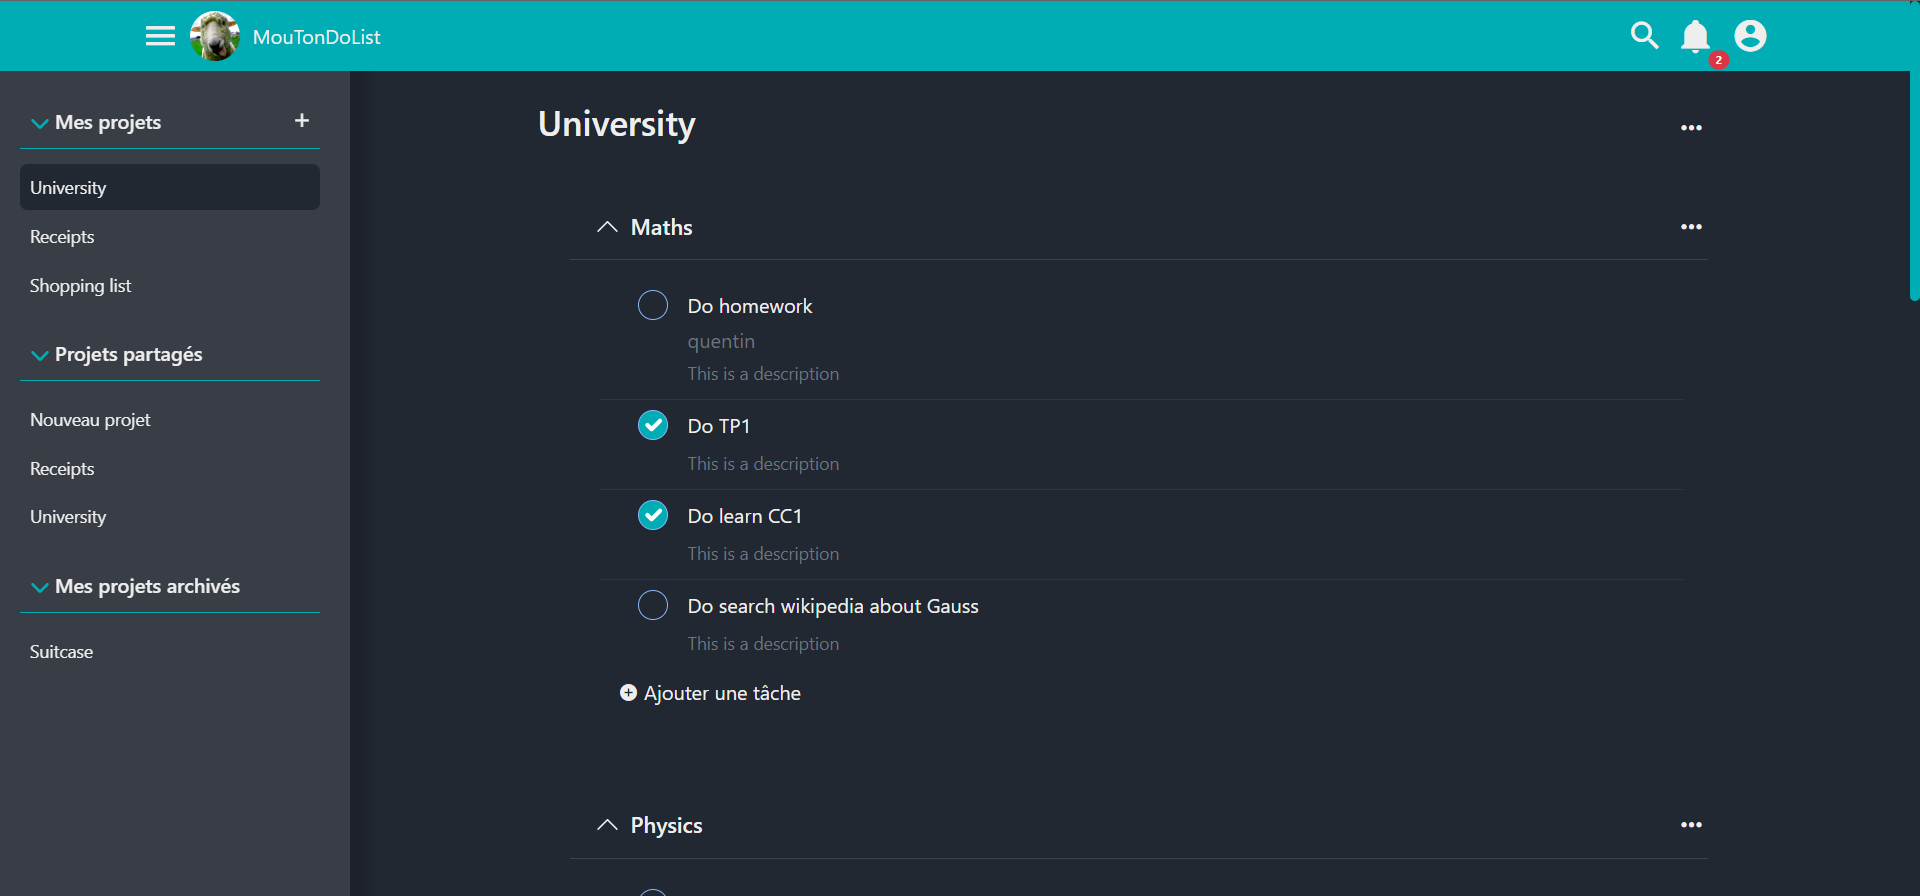 MouTonDoList
2
Mes projets
University
Receipts
Shopping list
Projets partagés
Nouveau projet
Receipts
University
Mes projets archivés
Suitcase
University
Maths
Do homework
quentin
This is a description
Do TP1
This is a description
Do learn CC1
This is a description
Do search wikipedia about Gauss
This is a description
Ajouter une tâche
Physics